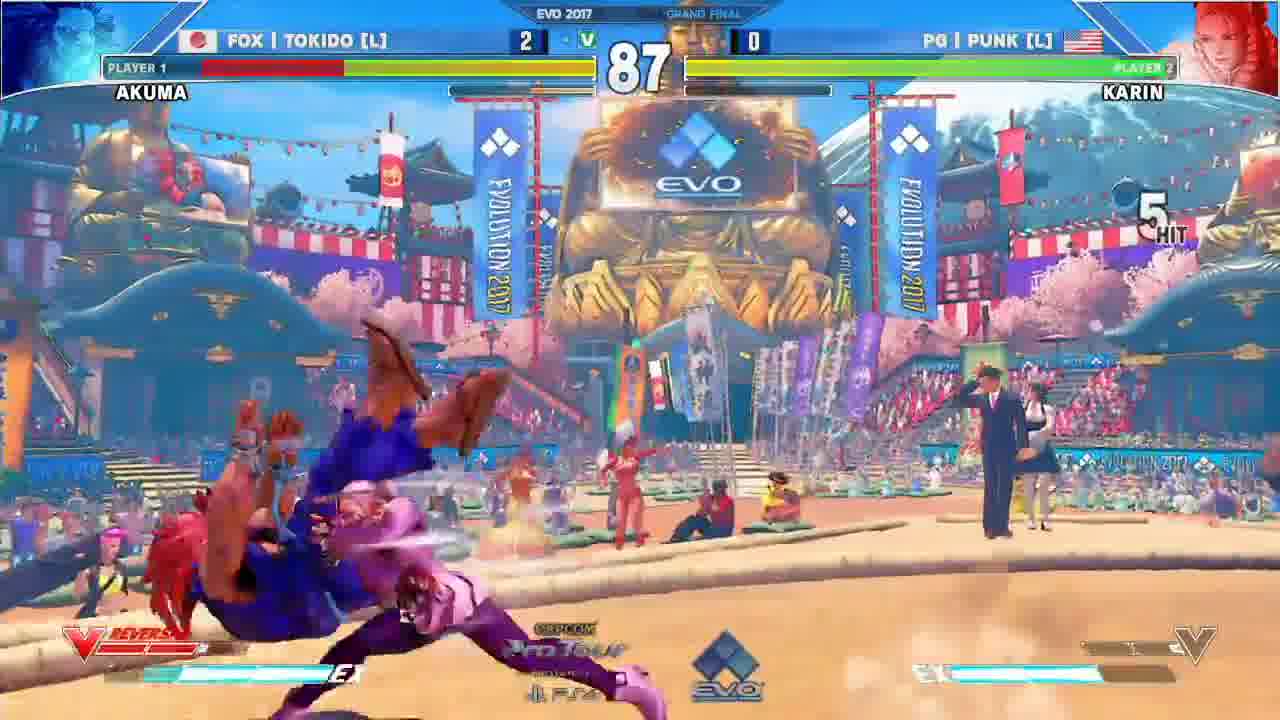 EVO 2017 GRAND FINAL
FOX | TOKIDO [L] 2 V 0 PG | PUNK [L]
PLAYER 1 87 PLAYER 2
AKUMA KARIN
EVO
EVOLUTION 2017
EVOLUTION 2017
5
HIT
REVERSAL
EX EX
CAPCOM
Pro Tour
PS4
EVO